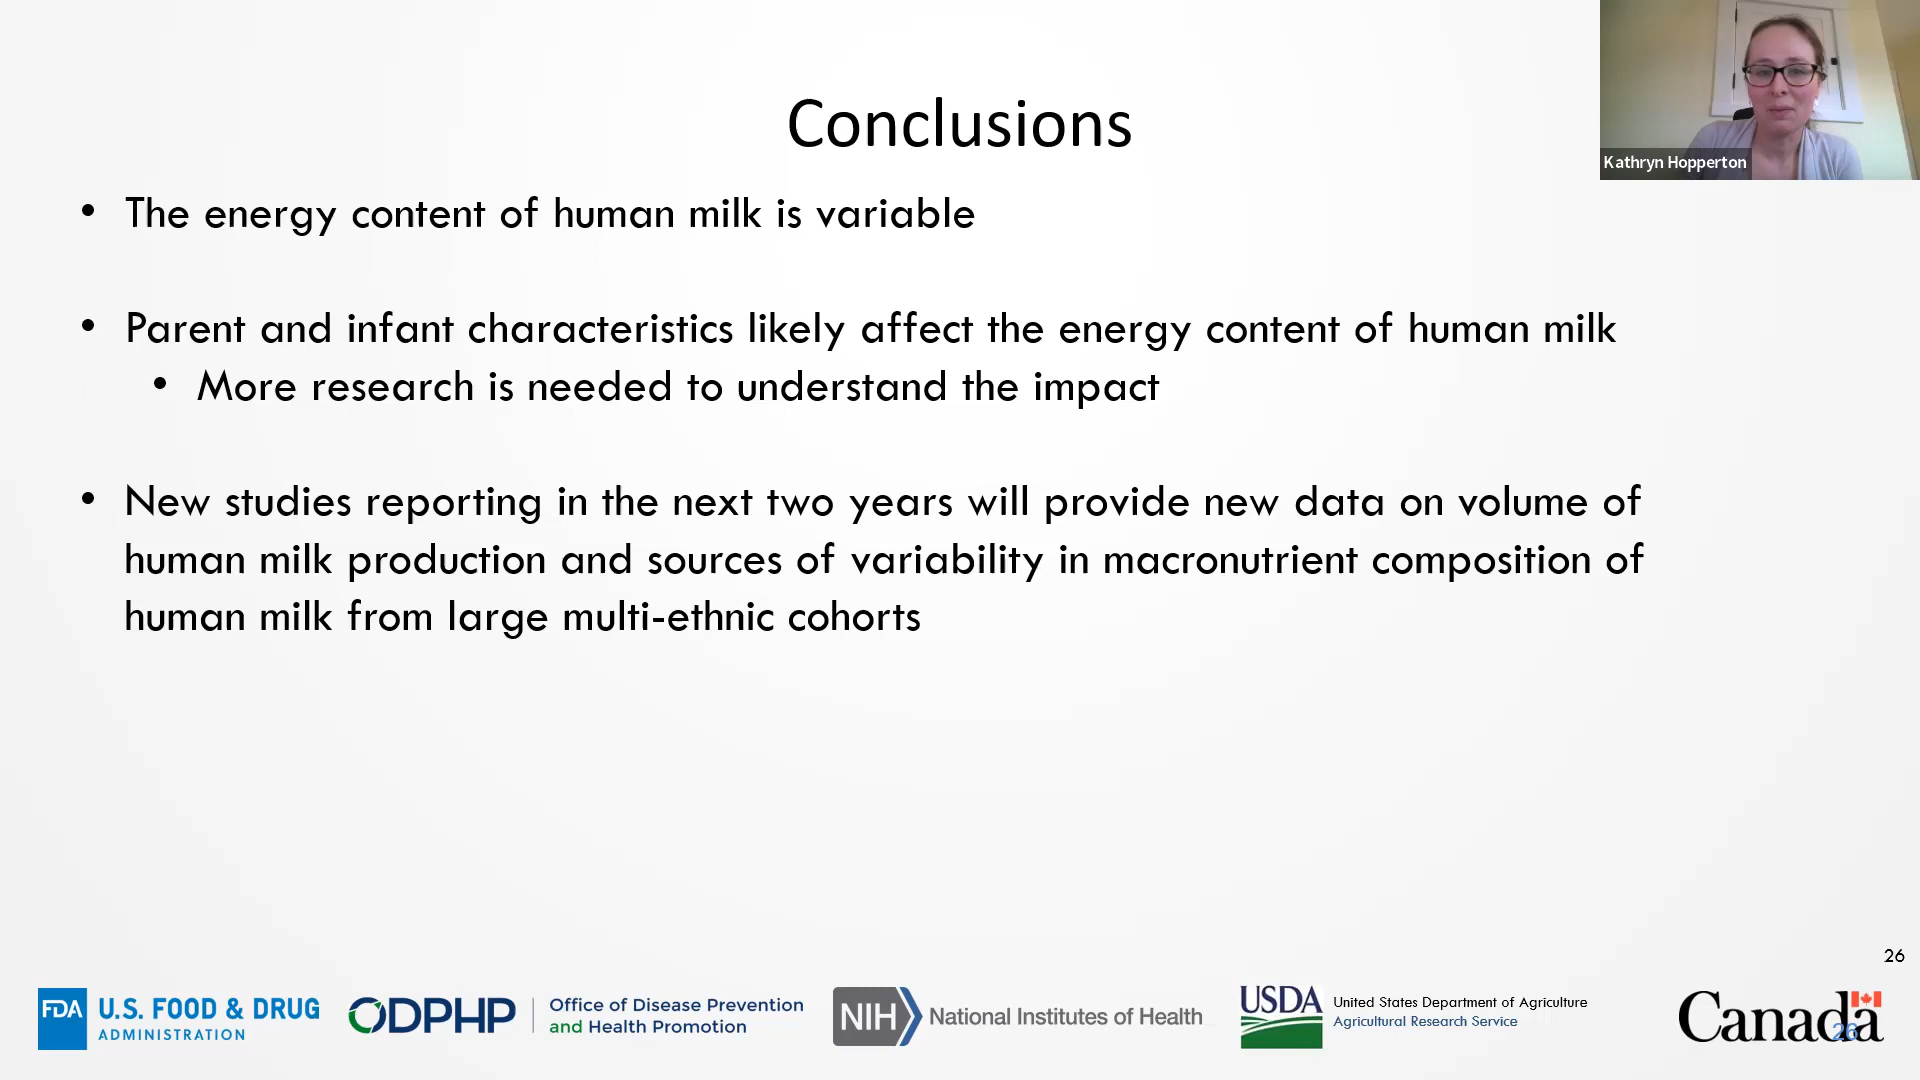 Conclusions
Kathryn Hopperton
• The energy content of human milk is variable
• Parent and infant characteristics likely affect the energy content of human milk
• More research is needed to understand the impact
• New studies reporting in the next two years will provide new data on volume of
human milk production and sources of variability in macronutrient composition of
human milk from large multi-ethnic cohorts
26
FDA U.S. FOOD & DRUG
ADMINISTRATION
ODPHP
Office of Disease Prevention
and Health Promotion
NIH National Institutes of Health
USDA
United States Department of Agriculture
Agricultural Research Service
Canada
26